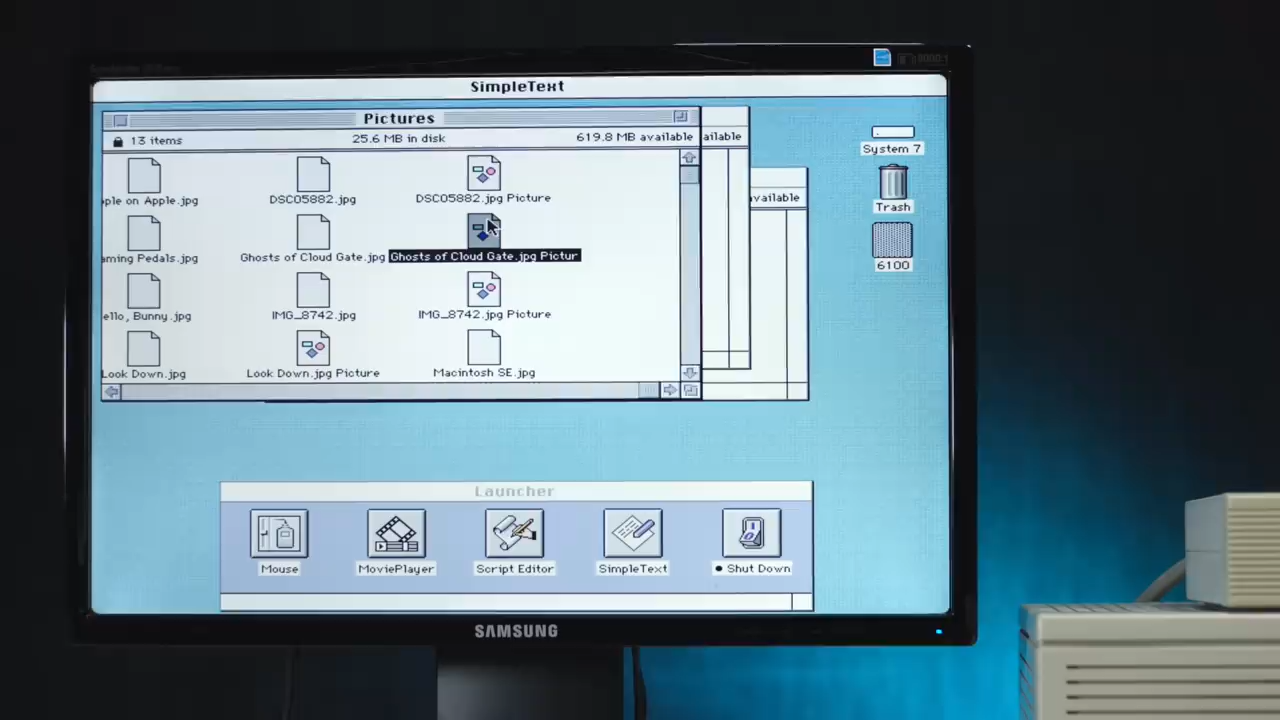 SimpleText
Pictures
13 items 25.6 MB in disk 619.8 MB available
ailable
available
System 7
Trash
6100
ple on Apple.jpg DSC05882.jpg DSC05882.jpg Picture
aming Pedals.jpg Ghosts of Cloud Gate.jpg Ghosts of Cloud Gate.jpg Pictur
ello, Bunny.jpg IMG_8742.jpg IMG_8742.jpg Picture
Look Down.jpg Look Down.jpg Picture Macintosh SE.jpg
Launcher
Mouse MoviePlayer Script Editor SimpleText • Shut Down
SAMSUNG